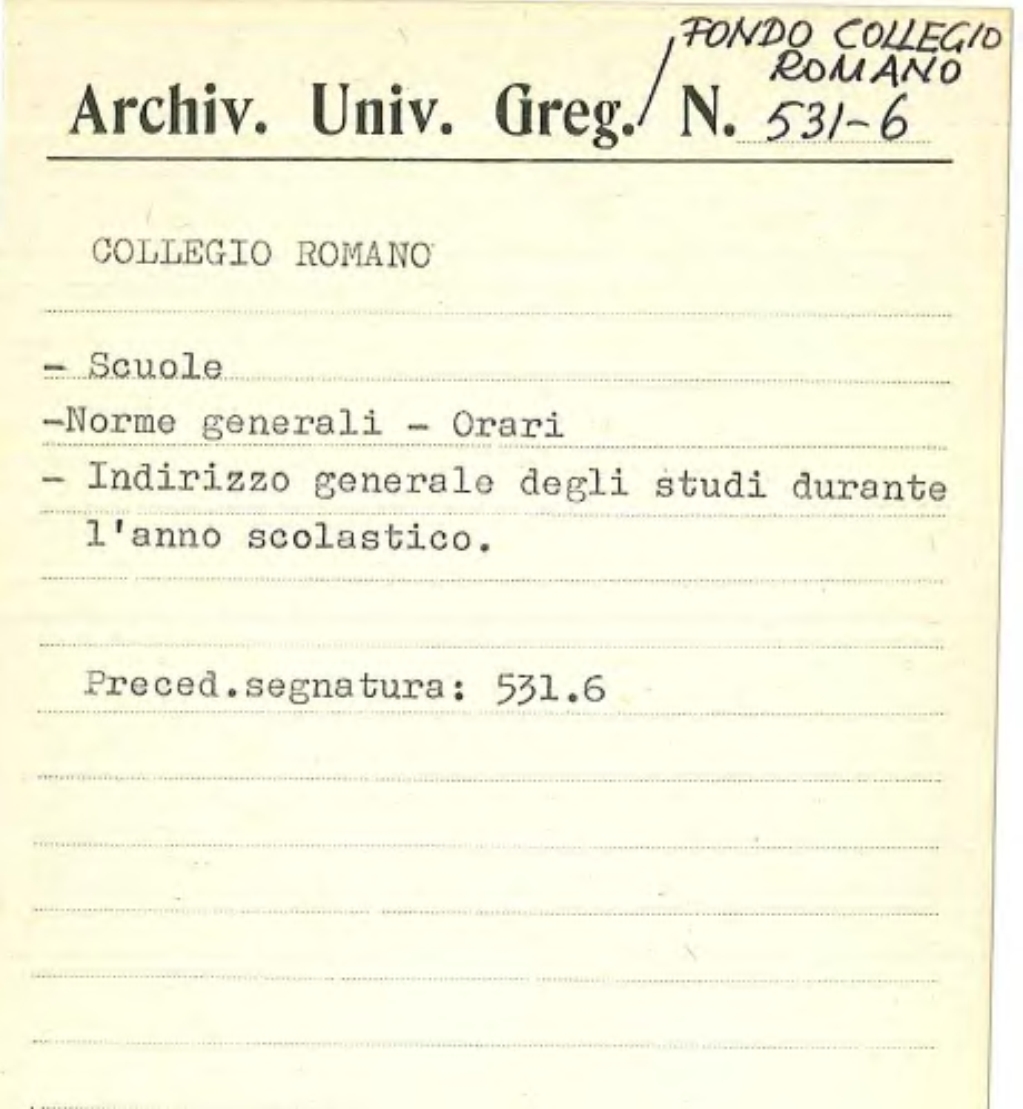 FONDO COLLEGIO
ROMANO
Archiv. Univ. Greg./ N. 531-6
COLLEGIO ROMANO
- Scuole
-Norme generali - Orari
- Indirizzo generale degli studi durante
l'anno scolastico.
Preced.segnatura: 531.6